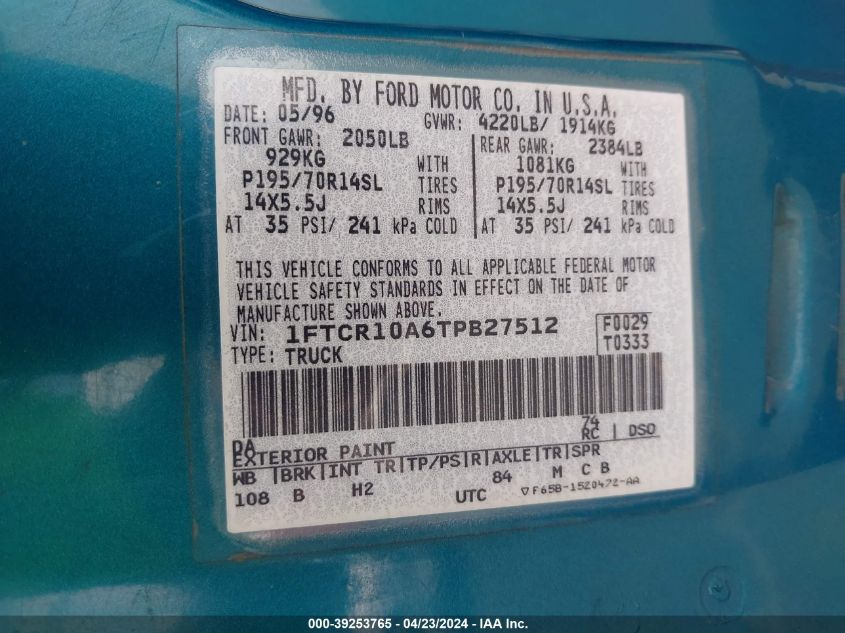 MFD. BY FORD MOTOR CO. IN U.S.A.
DATE: 05/96 GVWR: 4220LB/ 1914KG
FRONT GAWR: 2050LB REAR GAWR: 2384LB
929KG WITH 1081KG WITH
P195/70R14SL TIRES P195/70R14SL TIRES
14X5.5J RIMS 14X5.5J RIMS
AT 35 PSI/ 241 kPa COLD AT 35 PSI/ 241 kPa COLD
THIS VEHICLE CONFORMS TO ALL APPLICABLE FEDERAL MOTOR
VEHICLE SAFETY STANDARDS IN EFFECT ON THE DATE OF
MANUFACTURE SHOWN ABOVE.
VIN: 1FTCR10A6TPB27512 F0029
TYPE: TRUCK T0333
DA 74
EXTERIOR PAINT RC | DSO
WB |BRK|INT TR|TP/PS|R|AXLE|TR|SPR
108 B H2 84 M C B
UTC ▽F65B-1520472-AA
000-39253765 - 04/23/2024 - IAA Inc.